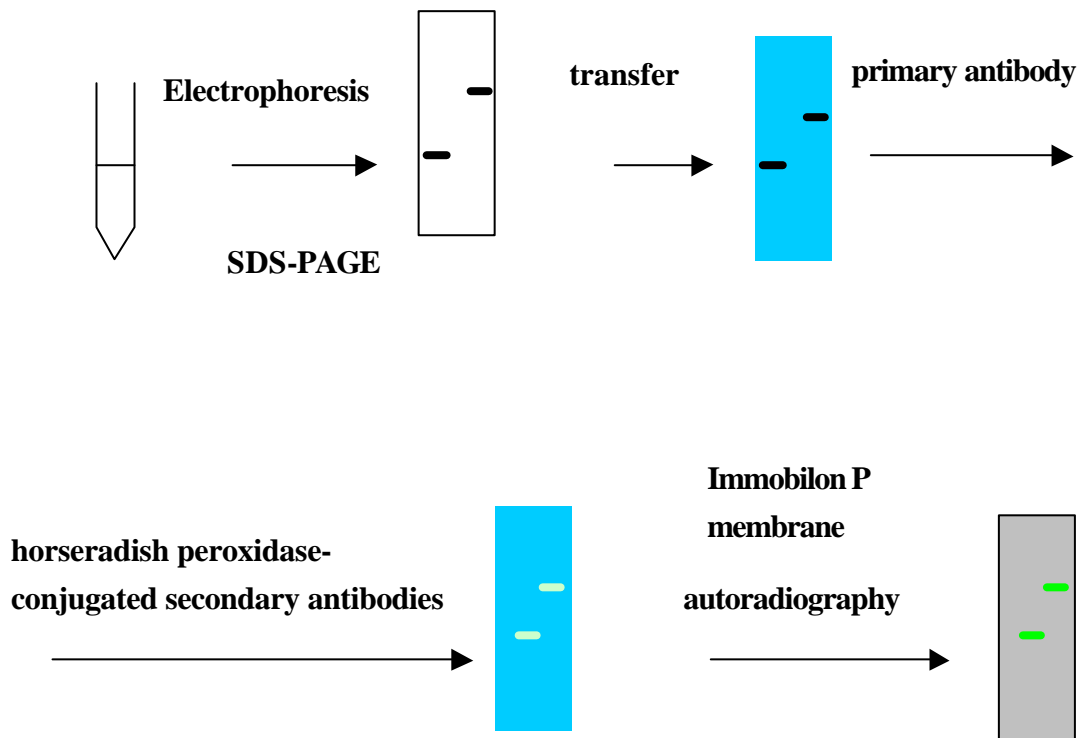 Electrophoresis
SDS-PAGE
transfer
primary antibody
horseradish peroxidase-
conjugated secondary antibodies
Immobilon P
membrane
autoradiography